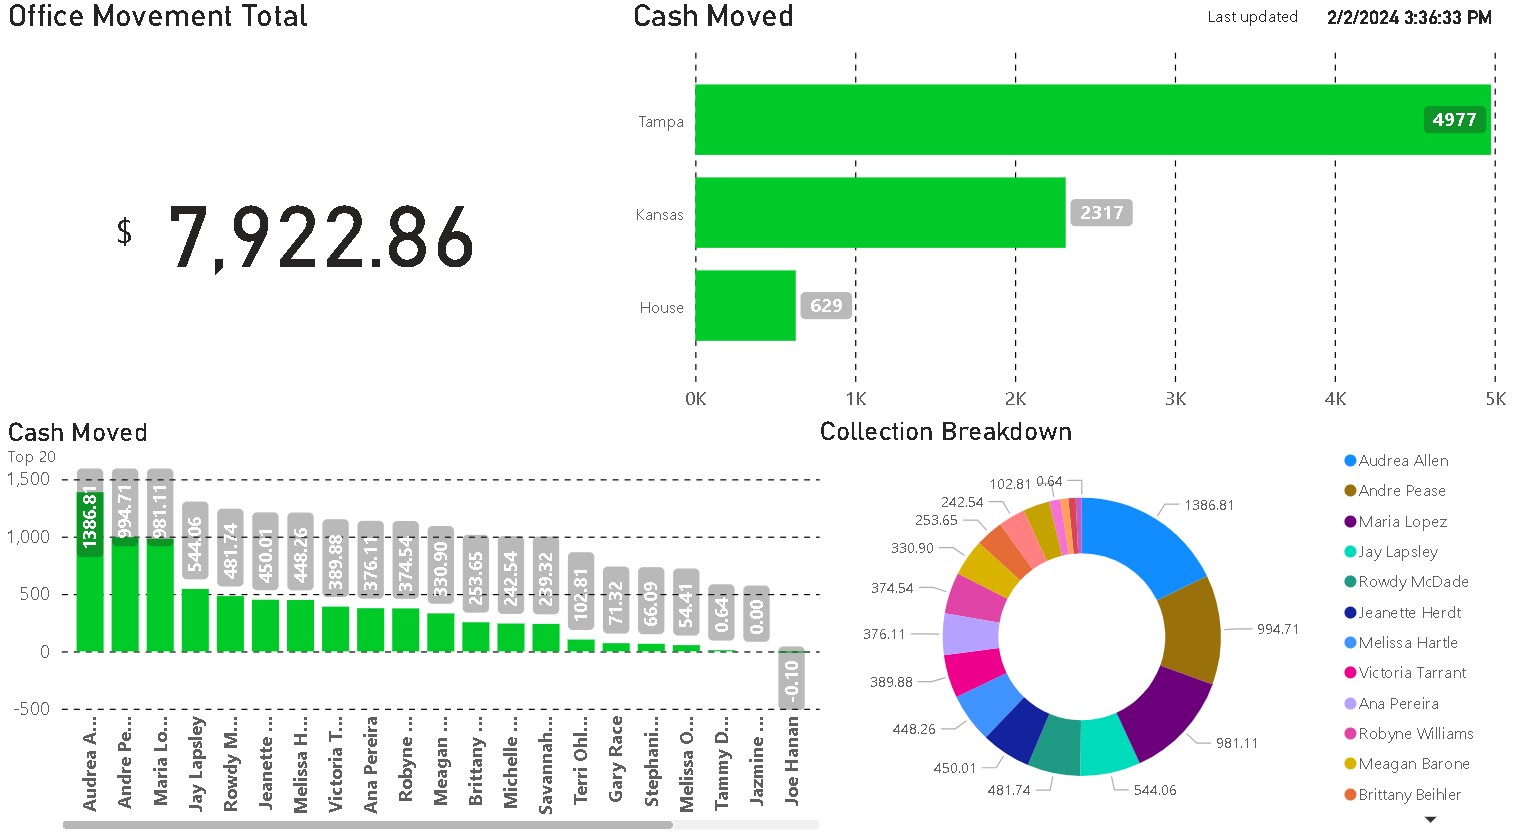 Office Movement Total
$ 7,922.86
Cash Moved
Last updated 2/2/2024 3:36:33 PM
Tampa 4977
Kansas 2317
House 629
0K 1K 2K 3K 4K 5K
Cash Moved
Top 20
1,500
1,000
500
0
-500
1386.81
994.71
981.11
544.06
481.74
450.01
448.26
389.88
376.11
374.54
330.90
253.65
242.54
239.32
102.81
71.32
66.09
54.41
0.64
0.00
-0.10
Audrea A...
Andre Pe...
Maria Lo...
Jay Lapsley
Rowdy M...
Jeanette ...
Melissa H...
Victoria T...
Ana Pereira
Robyne ...
Meagan ...
Brittany ...
Michelle ...
Savannah...
Terri Ohl...
Gary Race
Stephani...
Melissa O...
Tammy D...
Jazmine ...
Joe Hanan
Collection Breakdown
1386.81
994.71
981.11
544.06
481.74
450.01
448.26
389.88
376.11
374.54
330.90
253.65
242.54
102.81
0.64
Audrea Allen
Andre Pease
Maria Lopez
Jay Lapsley
Rowdy McDade
Jeanette Herdt
Melissa Hartle
Victoria Tarrant
Ana Pereira
Robyne Williams
Meagan Barone
Brittany Beihler